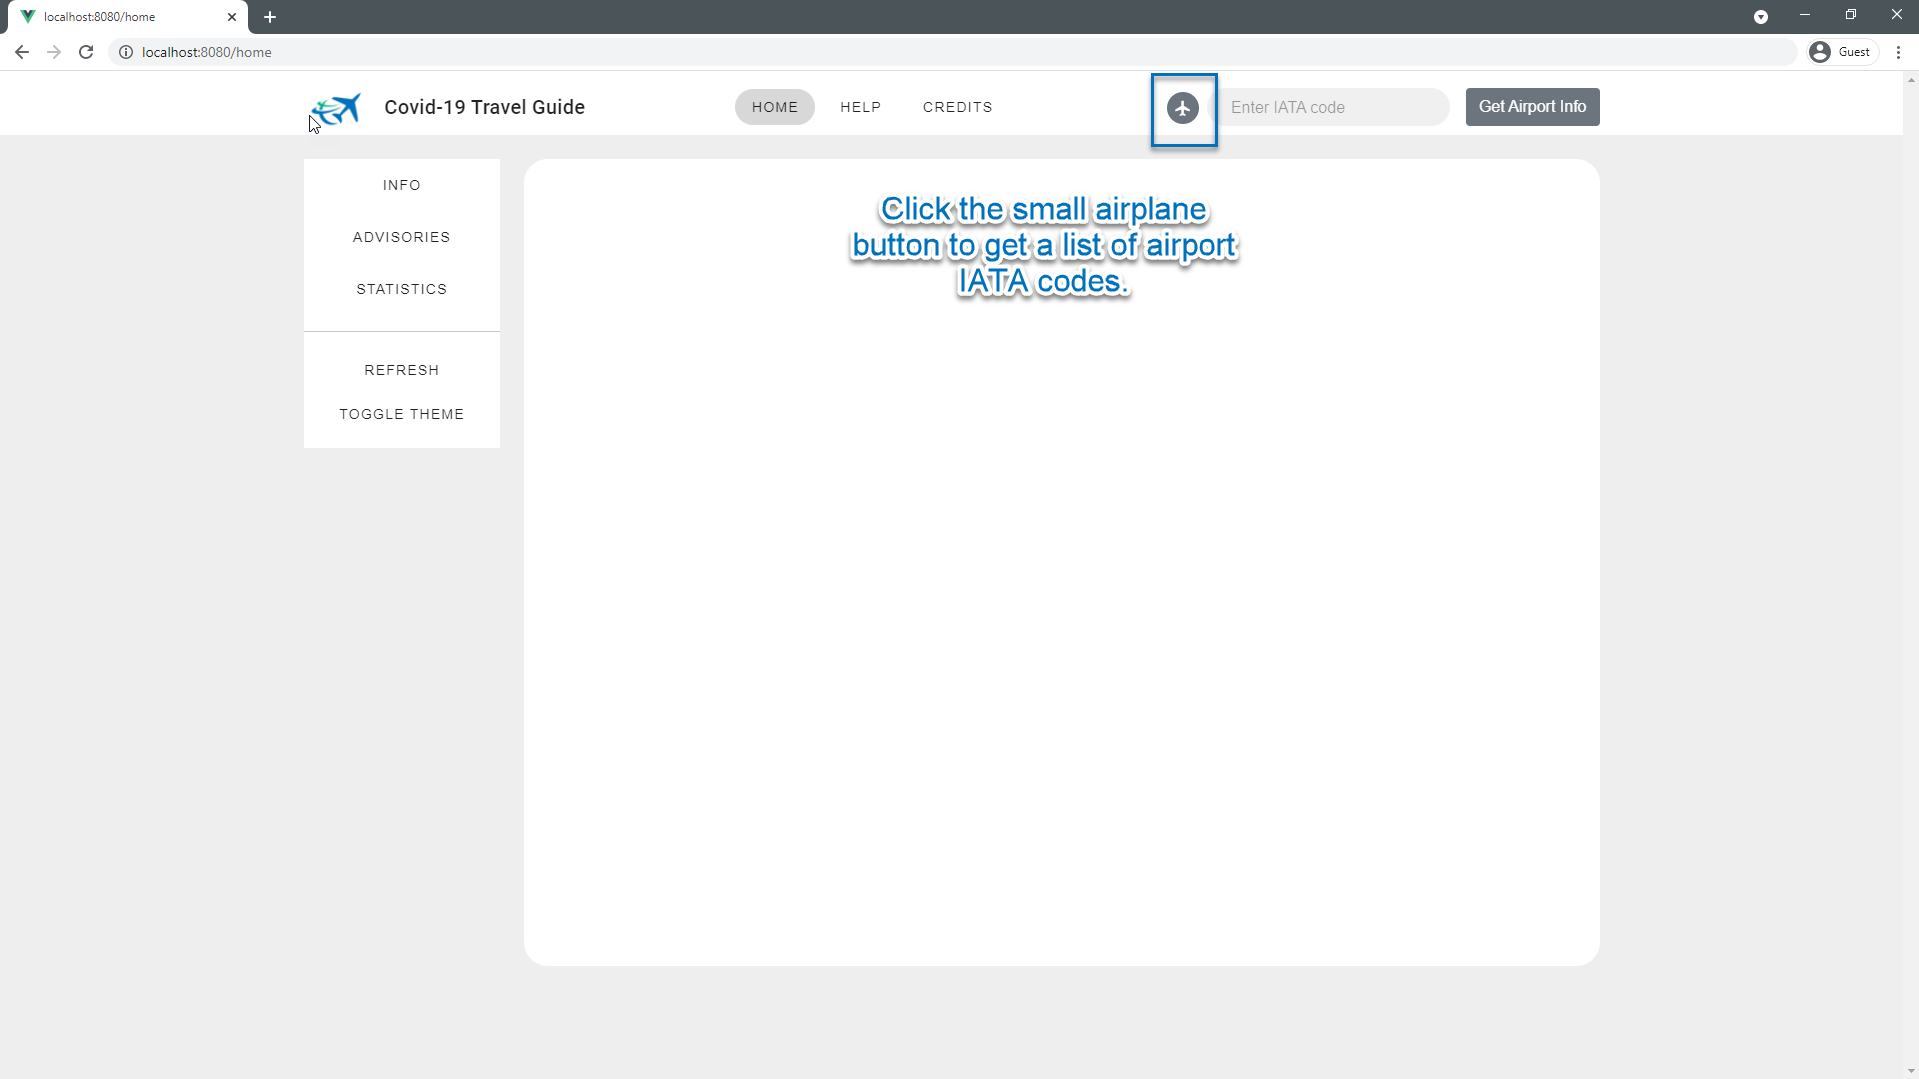 localhost:8080/home
localhost:8080/home
Guest
Covid-19 Travel Guide
HOME
HELP
CREDITS
Enter IATA code
Get Airport Info
INFO
ADVISORIES
STATISTICS
REFRESH
TOGGLE THEME
Click the small airplane
button to get a list of airport
IATA codes.